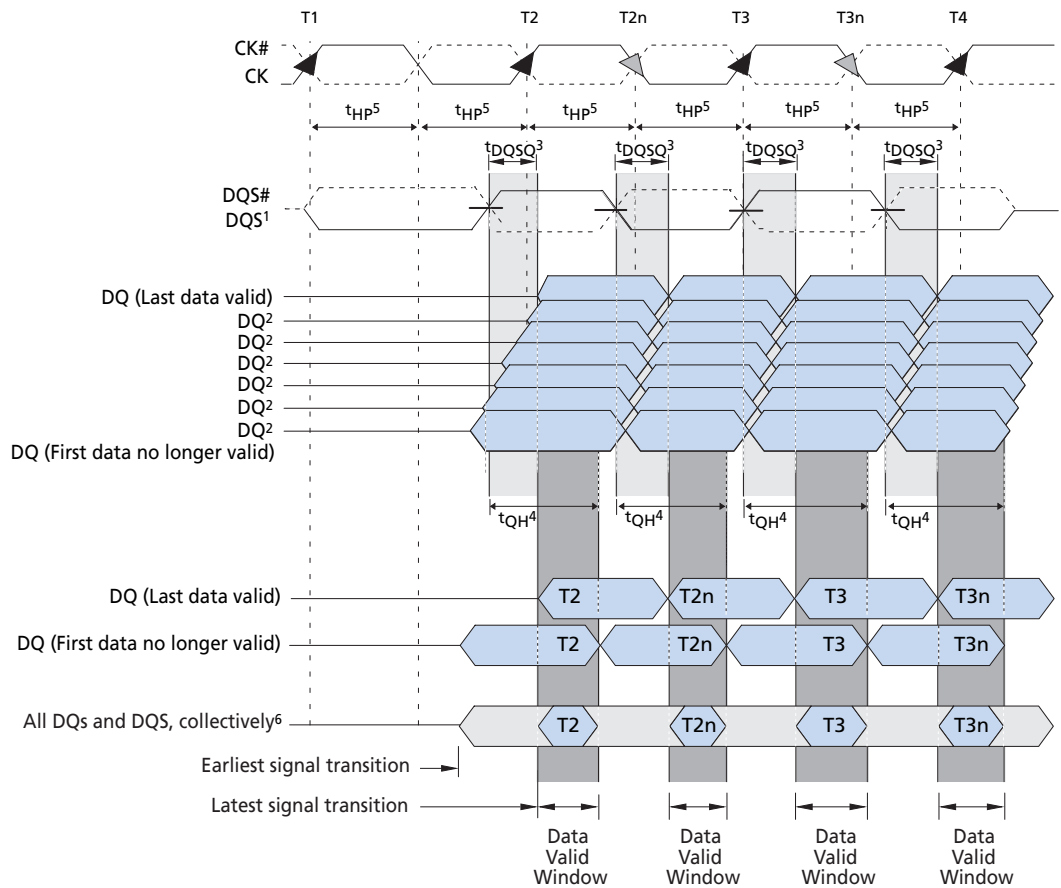 T1 T2 T2n T3 T3n T4
CK#
CK
tHP5 tHP5 tHP5 tHP5 tHP5 tHP5
tDQSQ3 tDQSQ3 tDQSQ3 tDQSQ3
DQS#
DQS1
DQ (Last data valid)
DQ2
DQ2
DQ2
DQ2
DQ2
DQ2
DQ (First data no longer valid)
tQH4 tQH4 tQH4 tQH4
DQ (Last data valid) T2 T2n T3 T3n
DQ (First data no longer valid) T2 T2n T3 T3n
All DQs and DQS, collectively6 T2 T2n T3 T3n
Earliest signal transition
Latest signal transition
Data Data Data Data
Valid Valid Valid Valid
Window Window Window Window